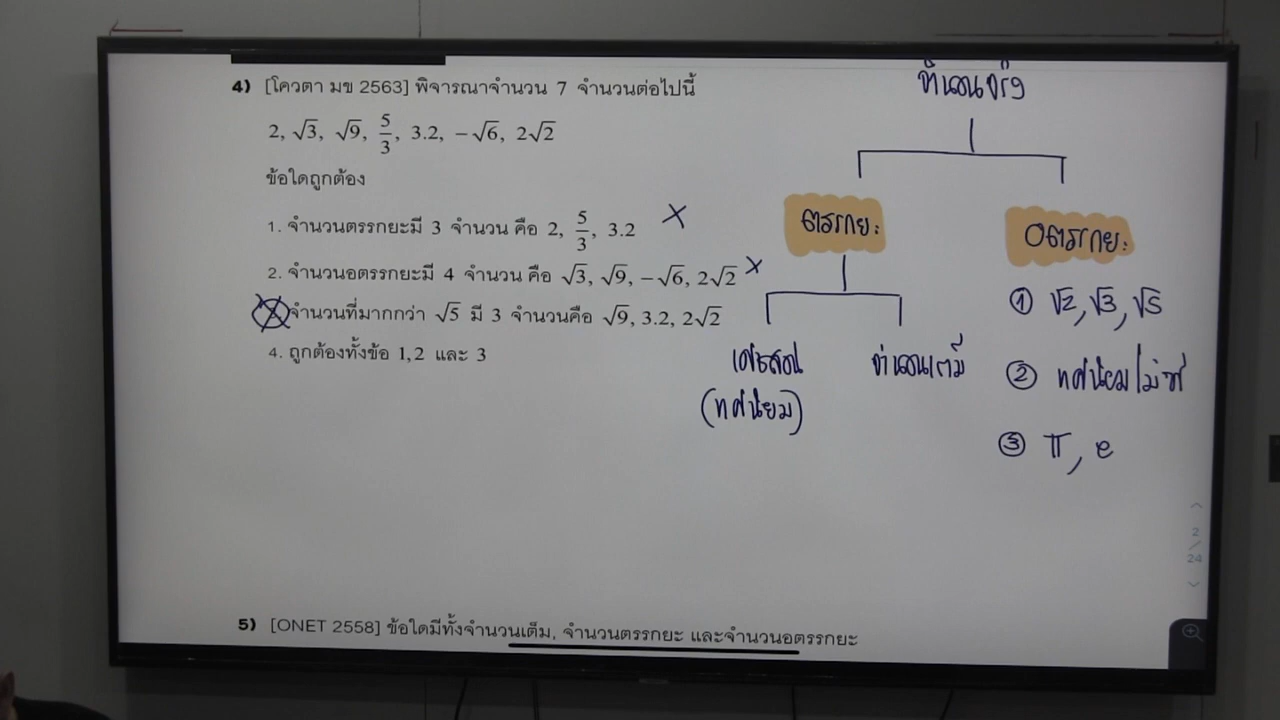 4) [โควตา มข 2563] พิจารณาจำนวน 7 จำนวนต่อไปนี้
2, √3, √9, 5/3, 3.2, −√6, 2√2
ข้อใดถูกต้อง
1. จำนวนตรรกยะมี 3 จำนวน คือ 2, 5/3, 3.2 ×
2. จำนวนอตรรกยะมี 4 จำนวน คือ √3, √9, −√6, 2√2 ×
จำนวนที่มากกว่า √5 มี 3 จำนวนคือ √9, 3.2, 2√2
4. ถูกต้องทั้งข้อ 1,2 และ 3
จำนวนจริง
ตรรกยะ
อตรรกยะ
เศษส่วน
(ทศนิยม)
จำนวนเต็ม
① √2, √3, √5
② ทศนิยมไม่ซ้ำ
③ π, e
2
/
24
5) [ONET 2558] ข้อใดมีทั้งจำนวนเต็ม, จำนวนตรรกยะ และจำนวนอตรรกยะ